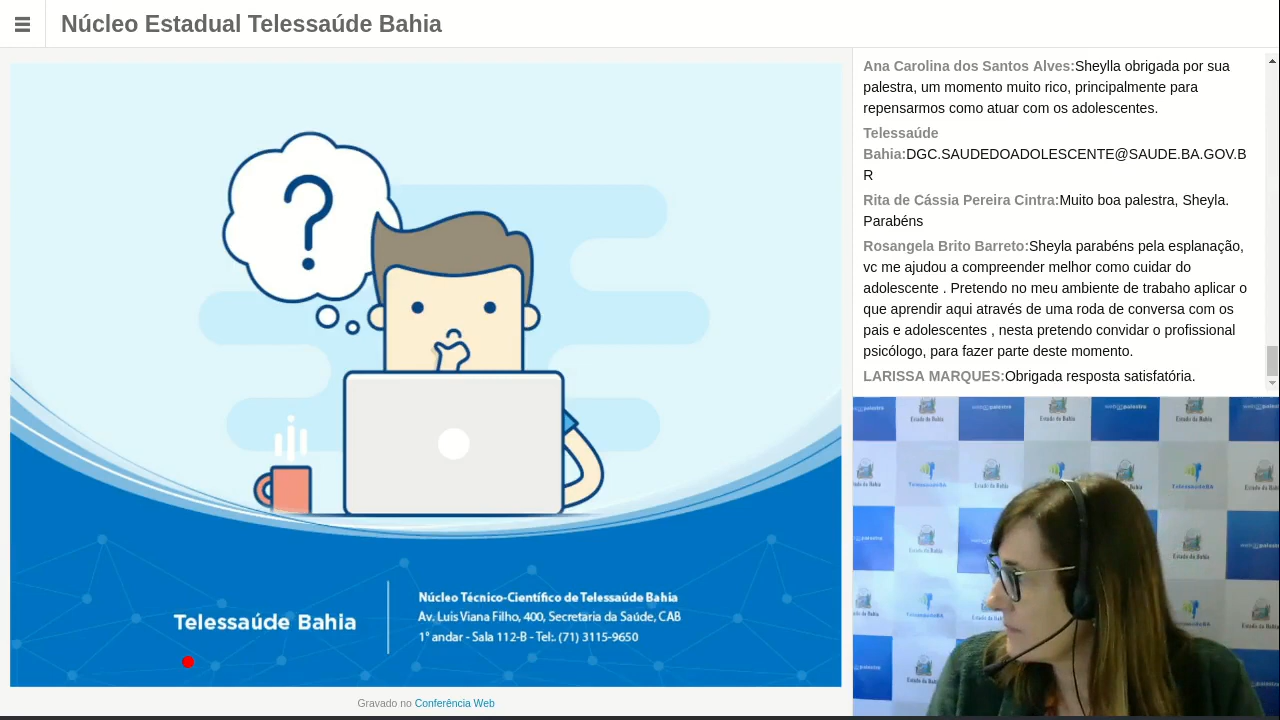 Núcleo Estadual Telessaúde Bahia
Ana Carolina dos Santos Alves:Sheylla obrigada por sua
palestra, um momento muito rico, principalmente para
repensarmos como atuar com os adolescentes.
Telessaúde
Bahia:DGC.SAUDEDOADOLESCENTE@SAUDE.BA.GOV.B
R
Rita de Cássia Pereira Cintra:Muito boa palestra, Sheyla.
Parabéns
Rosangela Brito Barreto:Sheyla parabéns pela esplanação,
vc me ajudou a compreender melhor como cuidar do
adolescente . Pretendo no meu ambiente de trabaho aplicar o
que aprendir aqui através de uma roda de conversa com os
pais e adolescentes , nesta pretendo convidar o profissional
psicólogo, para fazer parte deste momento.
LARISSA MARQUES:Obrigada resposta satisfatória.
?
Telessaúde Bahia
Núcleo Técnico-Científico de Telessaúde Bahia
Av. Luis Viana Filho, 400, Secretaria da Saúde, CAB
1º andar - Sala 112-B - Tel:. (71) 3115-9650
Gravado no Conferência Web